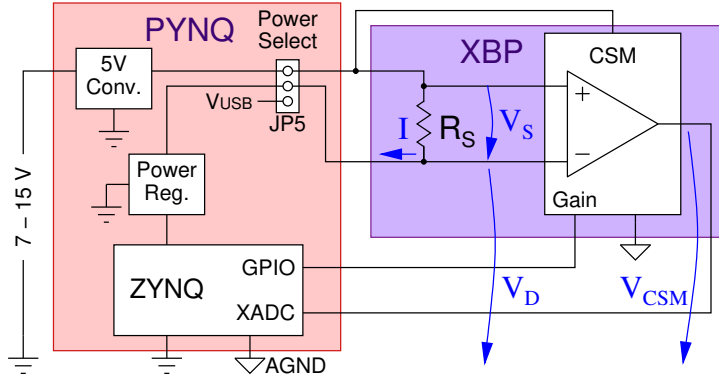 PYNQ
Power
Select
XBP
5V
Conv.
CSM
VUSB
JP5
+
I
RS
VS
−
Power
Reg.
Gain
7 – 15 V
GPIO
ZYNQ
XADC
VD
VCSM
AGND